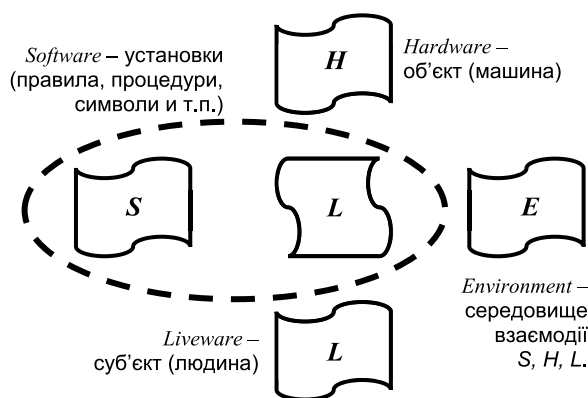 Software – установки
(правила, процедури,
символи и т.п.)
H
Hardware –
об’єкт (машина)
S
L
E
Liveware –
суб’єкт (людина)
L
Environment –
середовище
взаємодії
S, H, L.